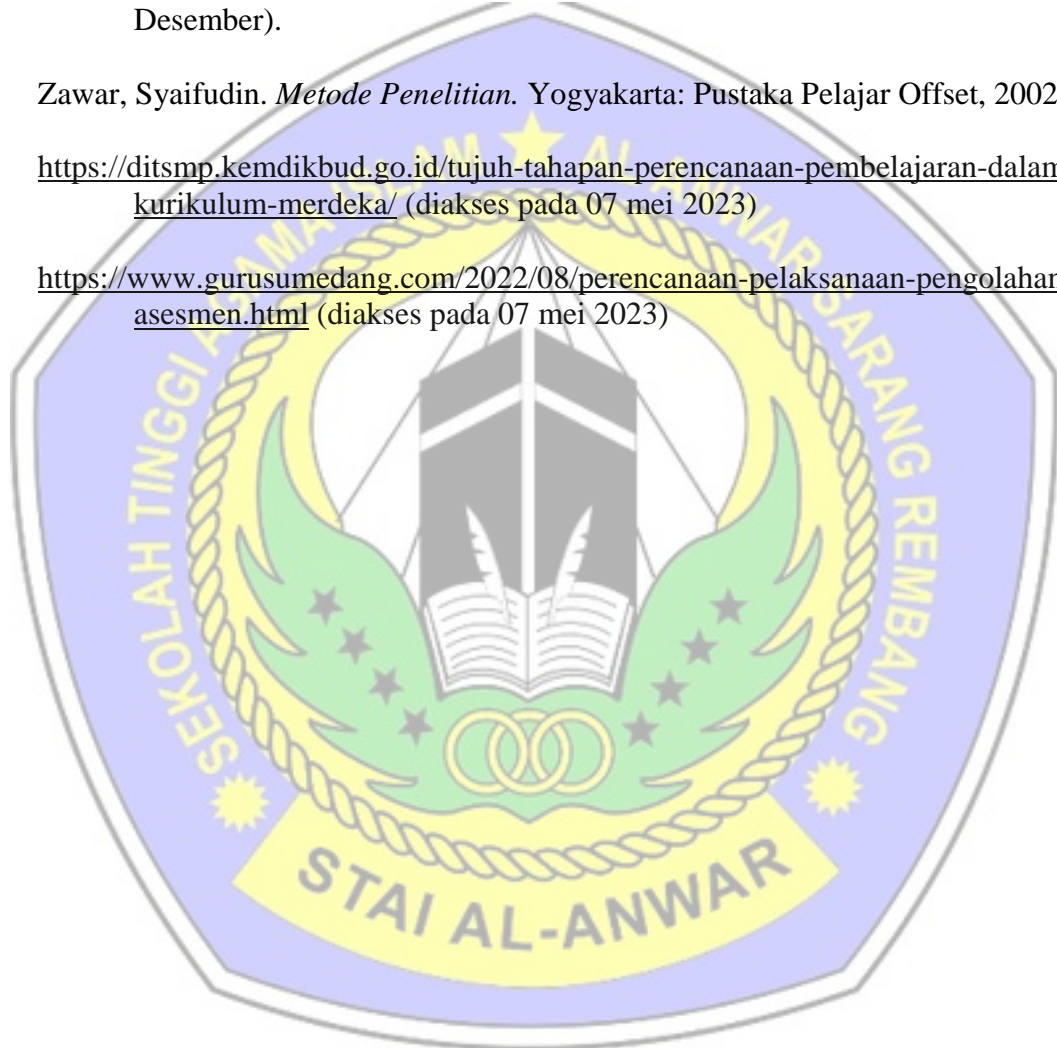 Desember).
Zawar, Syaifudin. Metode Penelitian. Yogyakarta: Pustaka Pelajar Offset, 2002
https://ditsmp.kemdikbud.go.id/tujuh-tahapan-perencanaan-pembelajaran-dalam
kurikulum-merdeka/ (diakses pada 07 mei 2023)
https://www.gurusumedang.com/2022/08/perencanaan-pelaksanaan-pengolahan
asesmen.html (diakses pada 07 mei 2023)
SEKOLAH TINGGI AGAMA ISLAM AL-ANWAR SARANG REMBANG
STAI AL-ANWAR